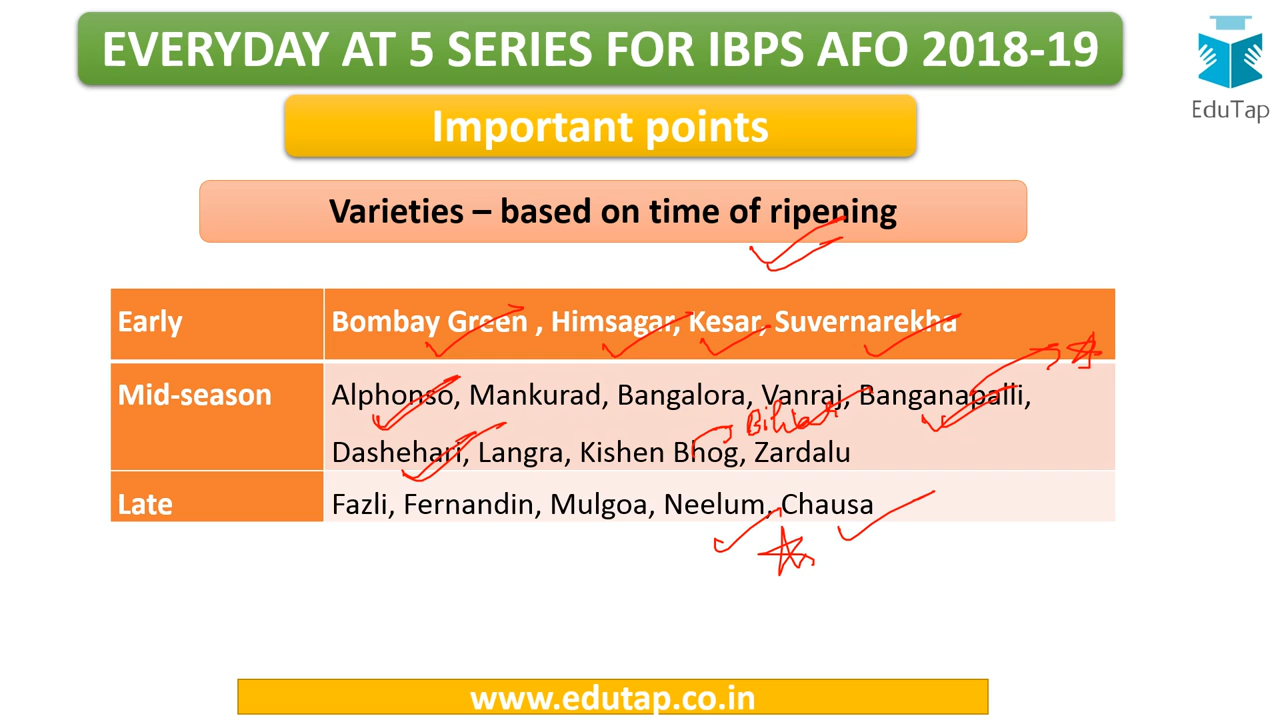 EVERYDAY AT 5 SERIES FOR IBPS AFO 2018-19
EduTap
Important points
Varieties – based on time of ripening
Early
Bombay Green , Himsagar, Kesar, Suvernarekha
Mid-season
Alphonso, Mankurad, Bangalora, Vanraj, Banganapalli,
Dashehari, Langra, Kishen Bhog, Zardalu
Late
Fazli, Fernandin, Mulgoa, Neelum, Chausa
www.edutap.co.in